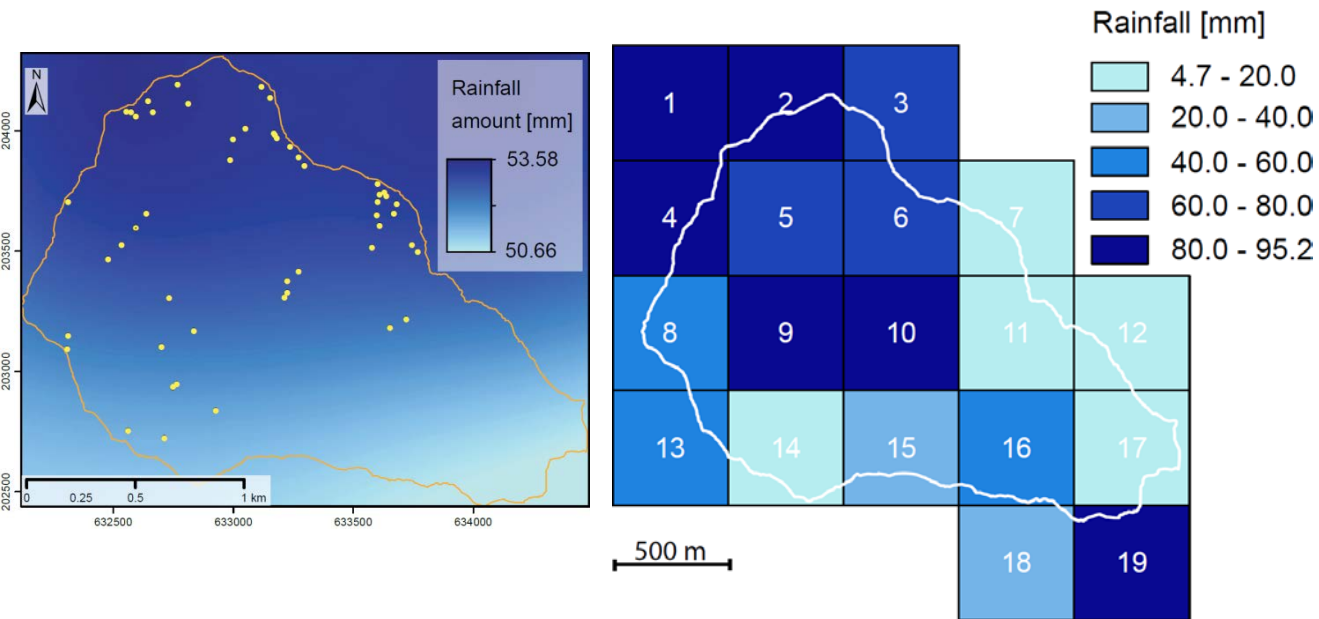 N
Rainfall
amount [mm]
53.58
50.66
204000
203500
203000
202500
0 0.25 0.5 1 km
632500 633000 633500 634000
Rainfall [mm]
4.7 - 20.0
20.0 - 40.0
40.0 - 60.0
60.0 - 80.0
80.0 - 95.2
1 2 3
4 5 6 7
8 9 10 11 12
13 14 15 16 17
18 19
500 m